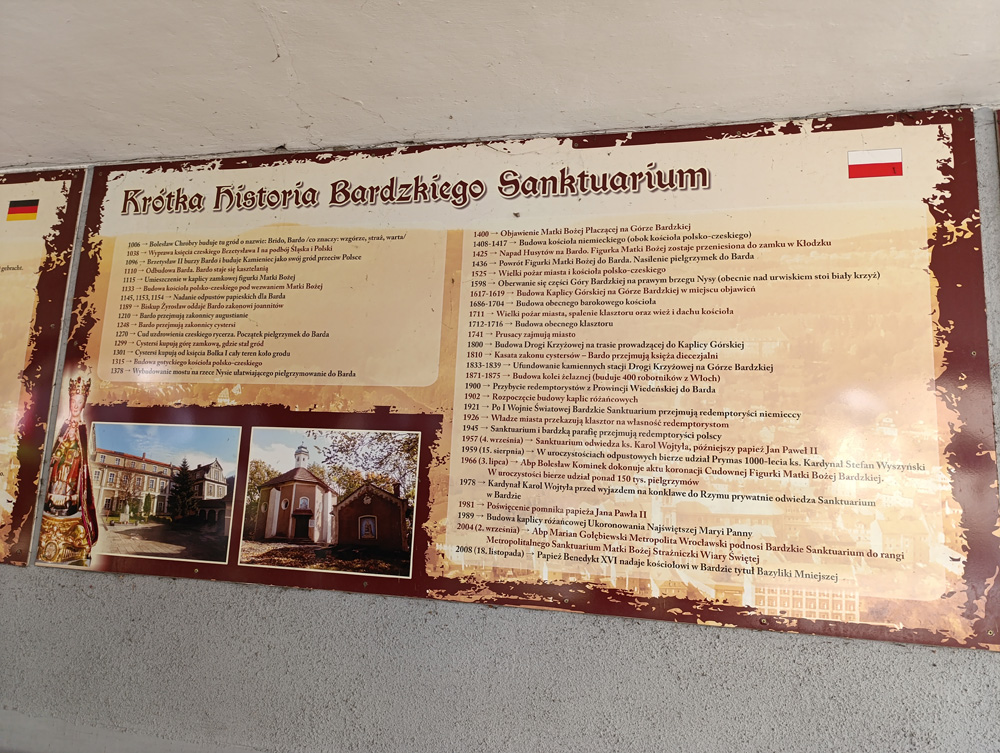 gebracht.
Krótka Historia Bardzkiego Sanktuarium
1006 → Bolesław Chrobry buduje tu gród o nazwie: Brido, Bardo /co znaczy: wzgórze, straż, warta/
1038 → Wyprawa księcia czeskiego Brzetysława I na podbój Śląska i Polski
1096 → Brzetysław II burzy Bardo i buduje Kamieniec jako swój gród przeciw Polsce
1110 → Odbudowa Barda. Bardo staje się kasztelanią
1115 → Umieszczenie w kaplicy zamkowej figurki Matki Bożej
1133 → Budowa kościoła polsko-czeskiego pod wezwaniem Matki Bożej
1145, 1153, 1154 → Nadanie odpustów papieskich dla Barda
1189 → Biskup Żyrosław oddaje Bardo zakonowi joannitów
1210 → Bardo przejmują zakonnicy augustianie
1248 → Bardo przejmują zakonnicy cystersi
1270 → Cud uzdrowienia czeskiego rycerza. Początek pielgrzymek do Barda
1299 → Cystersi kupują górę zamkową, gdzie stał gród
1301 → Cystersi kupują od księcia Bolka I cały teren koło grodu
1315 → Budowa gotyckiego kościoła polsko-czeskiego
1378 → Wybudowanie mostu na rzece Nysie ułatwiającego pielgrzymowanie do Barda
1400 → Objawienie Matki Bożej Płaczącej na Górze Bardzkiej
1408-1417 → Budowa kościoła niemieckiego (obok kościoła polsko-czeskiego)
1425 → Napad Husytów na Bardo. Figurka Matki Bożej zostaje przeniesiona do zamku w Kłodzku
1436 → Powrót Figurki Matki Bożej do Barda. Nasilenie pielgrzymek do Barda
1525 → Wielki pożar miasta i kościoła polsko-czeskiego
1598 → Oberwanie się części Góry Bardzkiej na prawym brzegu Nysy (obecnie nad urwiskiem stoi biały krzyż)
1617-1619 → Budowa Kaplicy Górskiej na Górze Bardzkiej w miejscu objawień
1686-1704 → Budowa obecnego barokowego kościoła
1711 → Wielki pożar miasta, spalenie klasztoru oraz wież i dachu kościoła
1712-1716 → Budowa obecnego klasztoru
1741 → Prusacy zajmują miasto
1800 → Budowa Drogi Krzyżowej na trasie prowadzącej do Kaplicy Górskiej
1810 → Kasata zakonu cystersów – Bardo przejmują księża diecezjalni
1833-1839 → Ufundowanie kamiennych stacji Drogi Krzyżowej na Górze Bardzkiej
1871-1875 → Budowa kolei żelaznej (buduje 400 robotników z Włoch)
1900 → Przybycie redemptorystów z Prowincji Wiedeńskiej do Barda
1902 → Rozpoczęcie budowy kaplic różańcowych
1921 → Po I Wojnie Światowej Bardzkie Sanktuarium przejmują redemptoryści niemieccy
1926 → Władze miasta przekazują klasztor na własność redemptorystom
1945 → Sanktuarium i bardzką parafię przejmują redemptoryści polscy
1957 (4. września) → Sanktuarium odwiedza ks. Karol Wojtyła, późniejszy papież Jan Paweł II
1959 (15. sierpnia) → W uroczystościach odpustowych bierze udział Prymas 1000-lecia ks. Kardynał Stefan Wyszyński
1966 (3. lipca) → Abp Bolesław Kominek dokonuje aktu koronacji Cudownej Figurki Matki Bożej Bardzkiej.
W uroczystości bierze udział ponad 150 tys. pielgrzymów
1978 → Kardynał Karol Wojtyła przed wyjazdem na konklawe do Rzymu prywatnie odwiedza Sanktuarium
w Bardzie
1981 → Poświęcenie pomnika papieża Jana Pawła II
1989 → Budowa kaplicy różańcowej Ukoronowania Najświętszej Maryi Panny
2004 (2. września) → Abp Marian Gołębiewski Metropolita Wrocławski podnosi Bardzkie Sanktuarium do rangi
Metropolitalnego Sanktuarium Matki Bożej Strażniczki Wiary Świętej
2008 (18. listopada) → Papież Benedykt XVI nadaje kościołowi w Bardzie tytuł Bazyliki Mniejszej